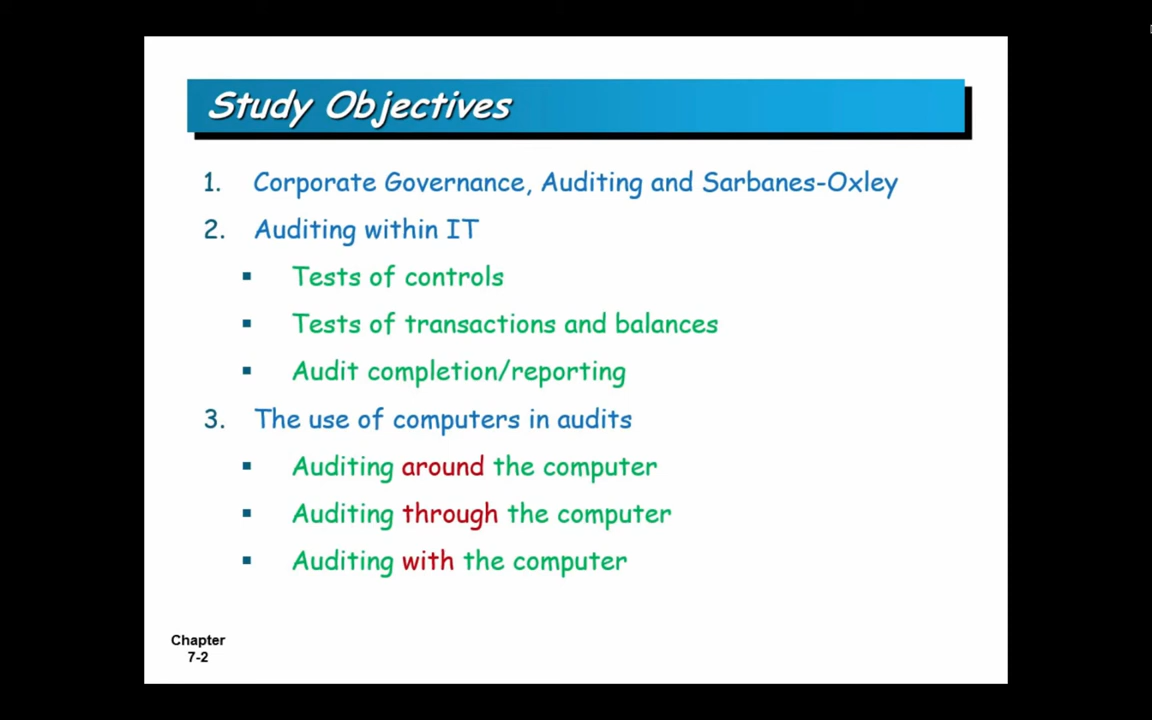 Study Objectives
1. Corporate Governance, Auditing and Sarbanes-Oxley
2. Auditing within IT
▪ Tests of controls
▪ Tests of transactions and balances
▪ Audit completion/reporting
3. The use of computers in audits
▪ Auditing around the computer
▪ Auditing through the computer
▪ Auditing with the computer
Chapter
7-2